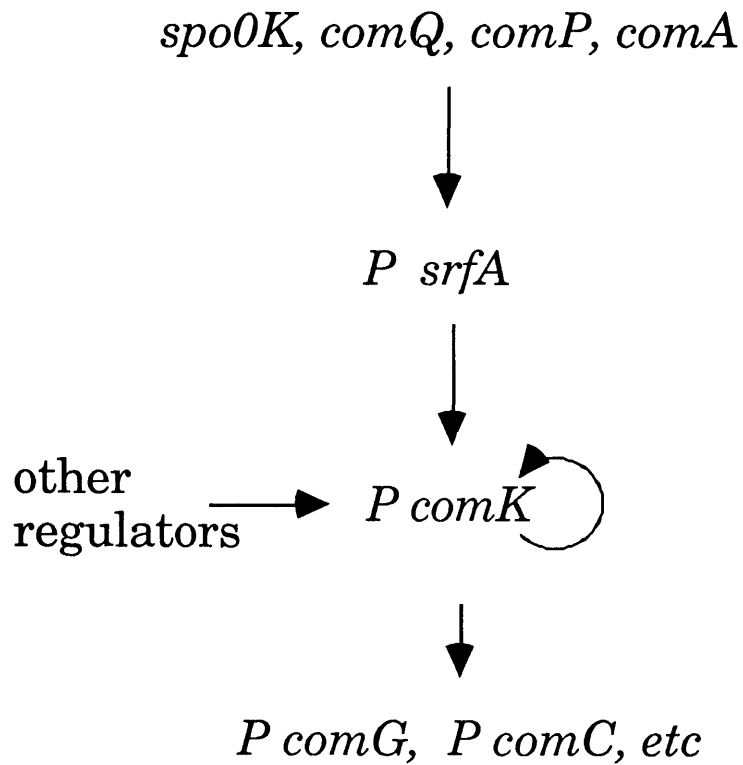 spo0K, comQ, comP, comA
P srfA
other
regulators
P comK
P comG, P comC, etc